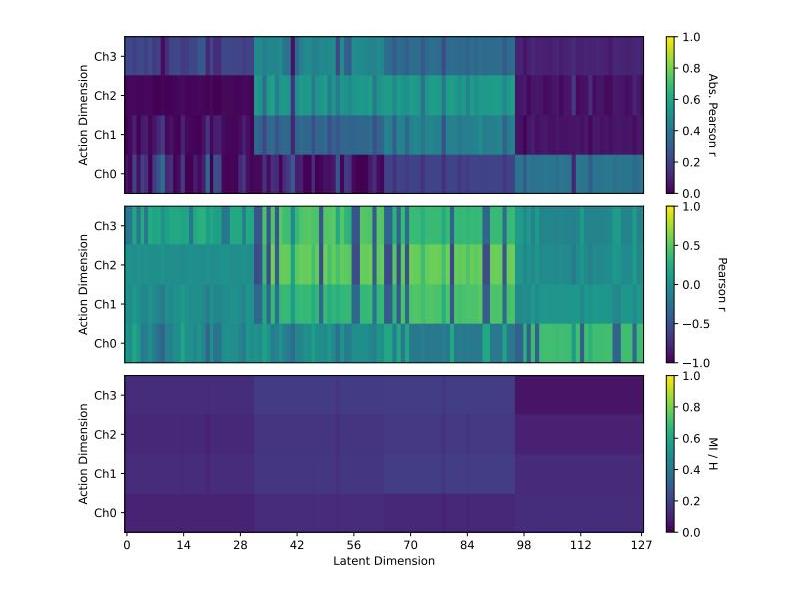 Ch3
Ch2
Ch1
Ch0
Action Dimension
1.0
0.8
0.6
0.4
0.2
0.0
Abs. Pearson r
Ch3
Ch2
Ch1
Ch0
Action Dimension
1.0
0.5
0.0
−0.5
−1.0
Pearson r
Ch3
Ch2
Ch1
Ch0
Action Dimension
1.0
0.8
0.6
0.4
0.2
0.0
MI / H
0 14 28 42 56 70 84 98 112 127
Latent Dimension